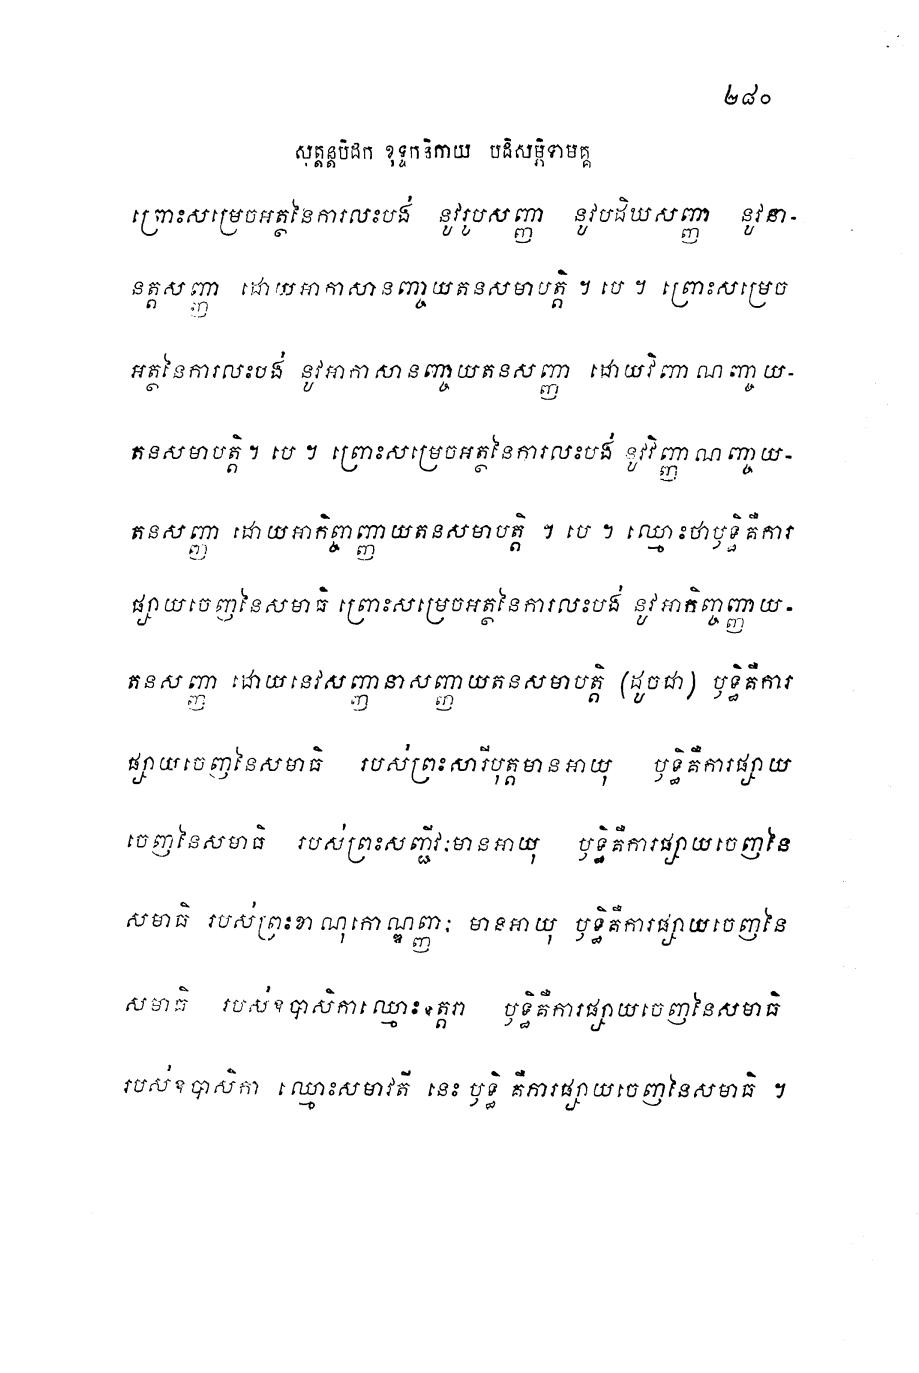 ២៨០
សុត្តន្តបិដក ខុទ្ទកនិកាយ បដិសម្ភិទាមគ្គ
ព្រោះសម្រេចអត្ថនៃការលះបង់ នូវរូបសញ្ញា នូវបដិឃសញ្ញា នូវនា-
នត្តសញ្ញា ដោយអាកាសានញ្ចាយតនសមាបត្តិ ។ បេ ។ ព្រោះសម្រេច
អត្ថនៃការលះបង់ នូវអាកាសានញ្ចាយតនសញ្ញា ដោយវិញ្ញាណញ្ចាយ-
តនសមាបត្តិ ។ បេ ។ ព្រោះសម្រេចអត្ថនៃការលះបង់ នូវវិញ្ញាណញ្ចាយ-
តនសញ្ញា ដោយអាកិញ្ចញ្ញាយតនសមាបត្តិ ។ បេ ។ ឈ្មោះថាឫទ្ធិគឺការ
ផ្សាយចេញនៃសមាធិ ព្រោះសម្រេចអត្ថនៃការលះបង់ នូវអាកិញ្ចញ្ញាយ-
តនសញ្ញា ដោយនេវសញ្ញានាសញ្ញាយតនសមាបត្តិ (ដូចជា) ឫទ្ធិគឺការ
ផ្សាយចេញនៃសមាធិ របស់ព្រះសារីបុត្តមានអាយុ ឫទ្ធិគឺការផ្សាយ
ចេញនៃសមាធិ របស់ព្រះសញ្ជីវៈមានអាយុ ឫទ្ធិគឺការផ្សាយចេញនៃ
សមាធិ របស់ព្រះខាណុកោណ្ឌញ្ញៈ មានអាយុ ឫទ្ធិគឺការផ្សាយចេញនៃ
សមាធិ របស់ឧបាសិកាឈ្មោះឧត្តរា ឫទ្ធិគឺការផ្សាយចេញនៃសមាធិ
របស់ឧបាសិកា ឈ្មោះសមាវតី នេះ ឫទ្ធិ គឺការផ្សាយចេញនៃសមាធិ ។